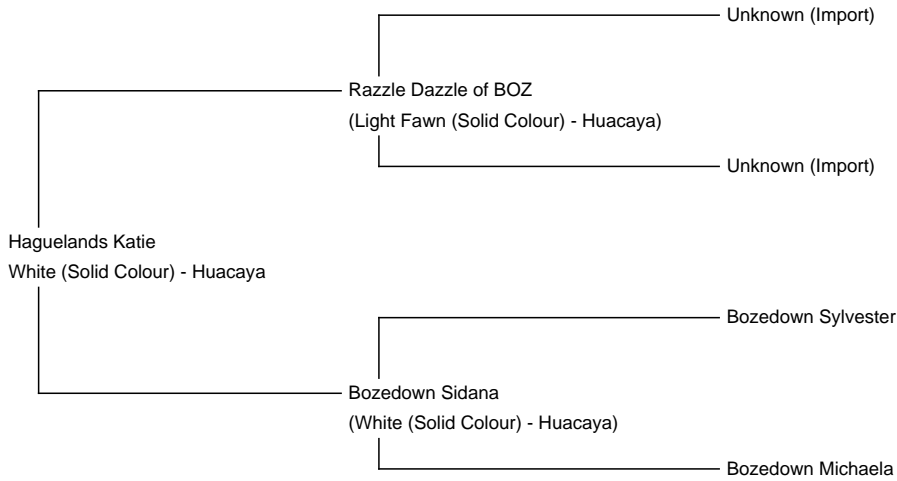 Unknown (Import)
Razzle Dazzle of BOZ
(Light Fawn (Solid Colour) - Huacaya)
Unknown (Import)
Haguelands Katie
White (Solid Colour) - Huacaya
Bozedown Sylvester
Bozedown Sidana
(White (Solid Colour) - Huacaya)
Bozedown Michaela